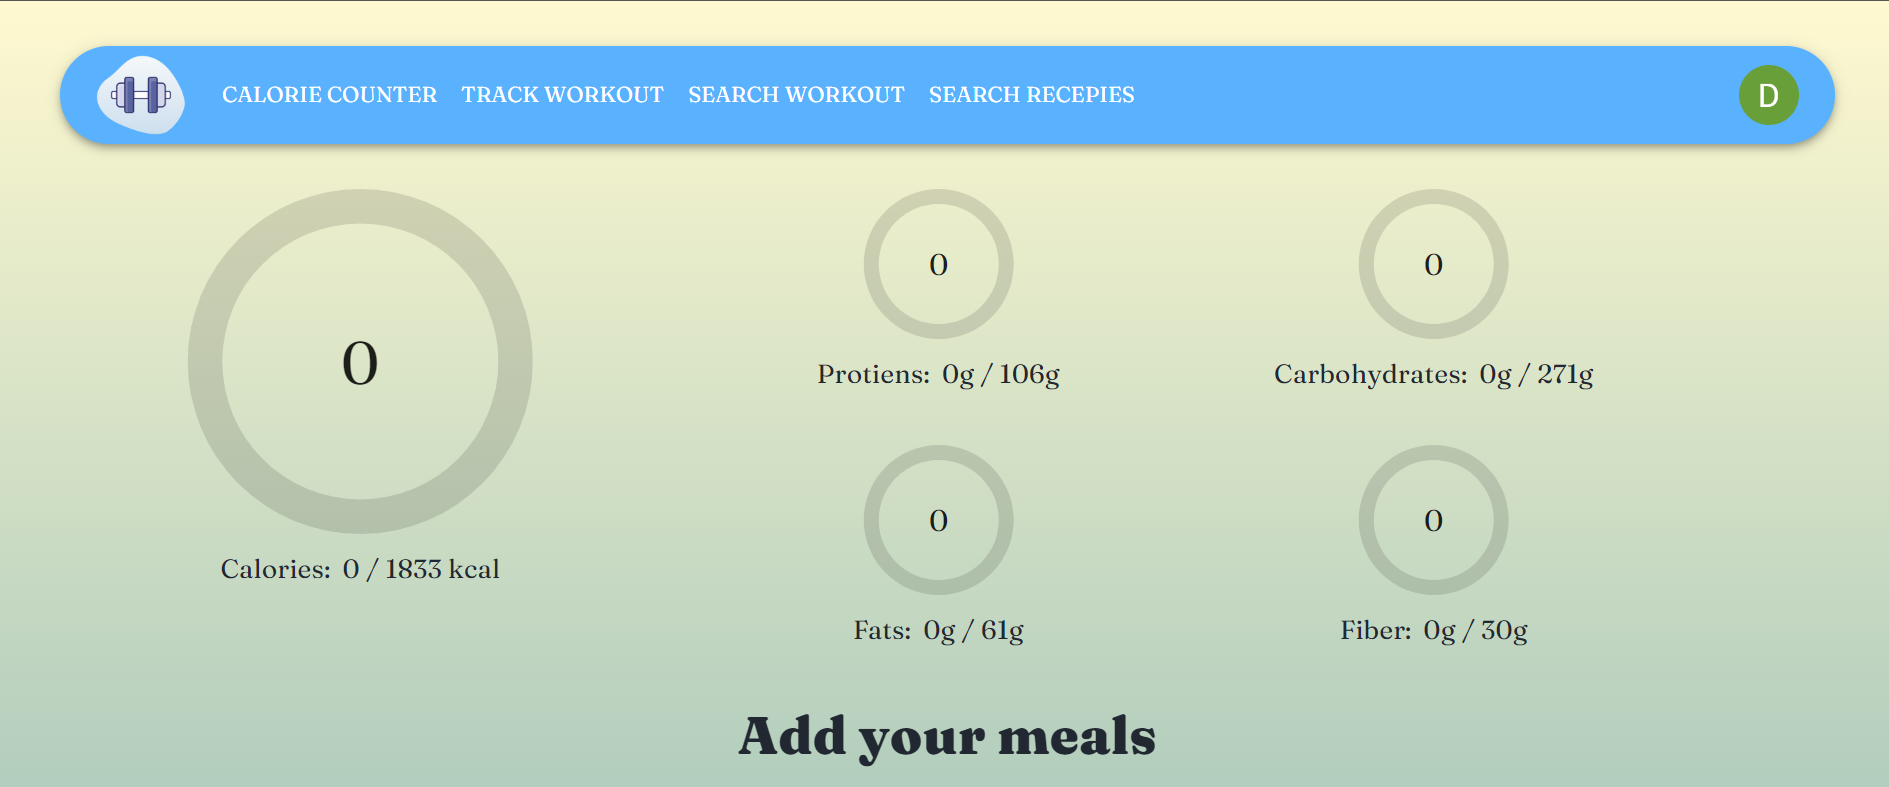 CALORIE COUNTER TRACK WORKOUT SEARCH WORKOUT SEARCH RECEPIES D
0
0
0
Protiens: 0g / 106g
Carbohydrates: 0g / 271g
0
0
Calories: 0 / 1833 kcal
Fats: 0g / 61g
Fiber: 0g / 30g
Add your meals